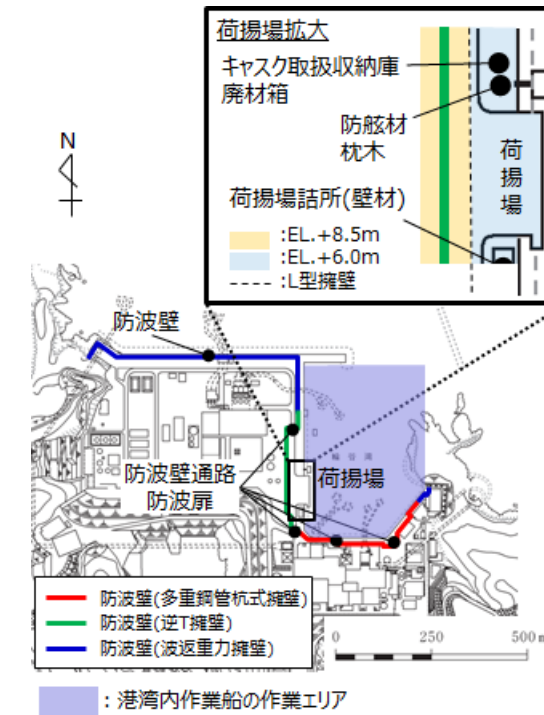 荷揚場拡大
キャスク取扱収納庫
廃材箱
防舷材
枕木
荷揚場
荷揚場詰所(壁材)
:EL.+8.5m
:EL.+6.0m
:L型擁壁
N
防波壁
防波壁通路
防波扉
荷揚場
防波壁(多重鋼管杭式擁壁)
防波壁(逆T擁壁)
防波壁(波返重力擁壁)
0 250 500 m
：港湾内作業船の作業エリア